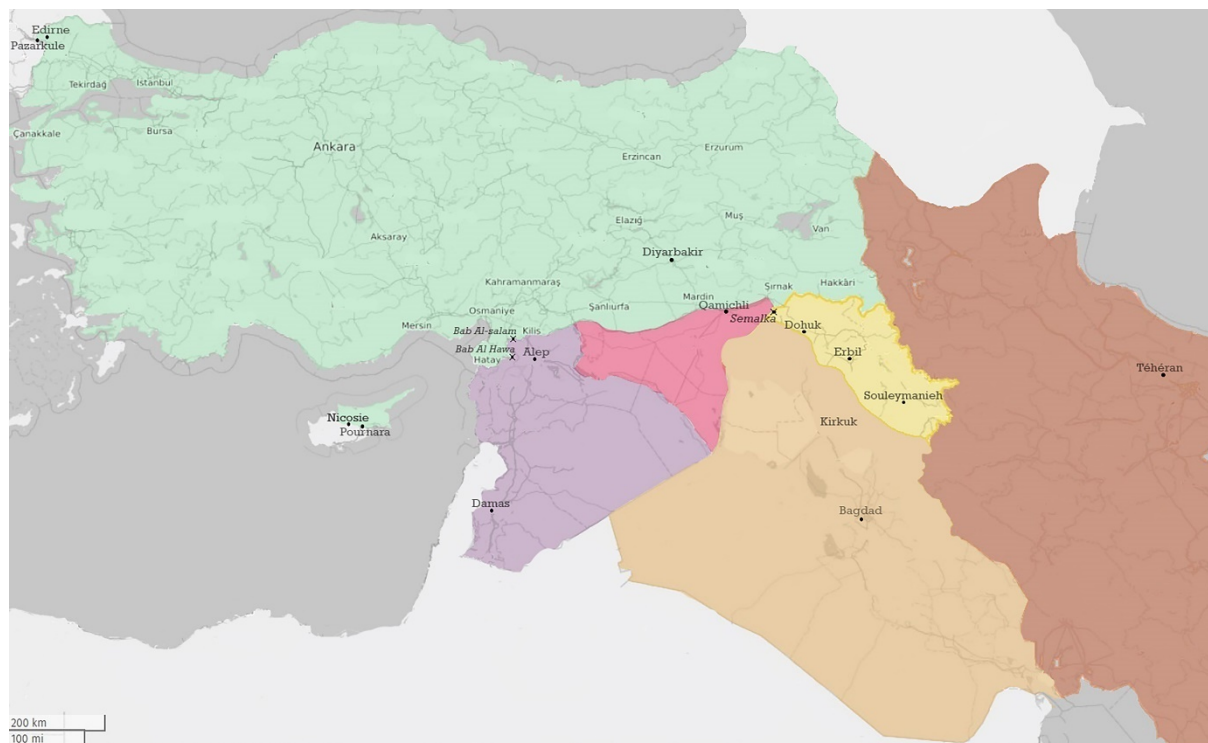 Edirne
Pazarkule
Tekirdağ
İstanbul
Çanakkale
Bursa
Ankara
Erzincan
Erzurum
Elazığ
Muş
Van
Aksaray
Diyarbakir
Kahramanmaraş
Şırnak
Hakkâri
Mardin
Şanlıurfa
Qamichli
Osmaniye
Semalka
Mersin
Bab Al-salam
Kilis
Dohuk
Bab Al Hawa
Alep
Erbil
Hatay
Téhéran
Souleymanieh
Nicosie
Kirkuk
Pournara
Damas
Bagdad
200 km
100 mi